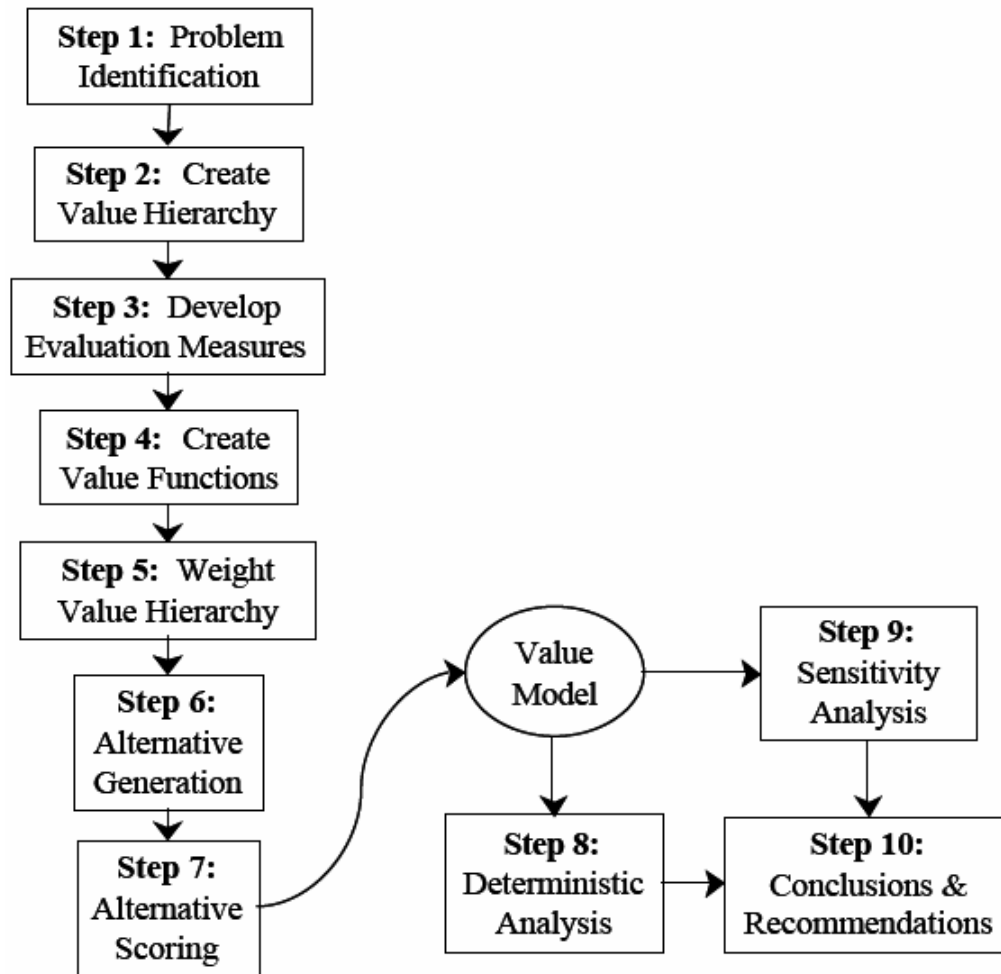 Step 1: Problem
Identification
Step 2: Create
Value Hierarchy
Step 3: Develop
Evaluation Measures
Step 4: Create
Value Functions
Step 5: Weight
Value Hierarchy
Step 6:
Alternative
Generation
Step 7:
Alternative
Scoring
Value
Model
Step 8:
Deterministic
Analysis
Step 9:
Sensitivity
Analysis
Step 10:
Conclusions &
Recommendations